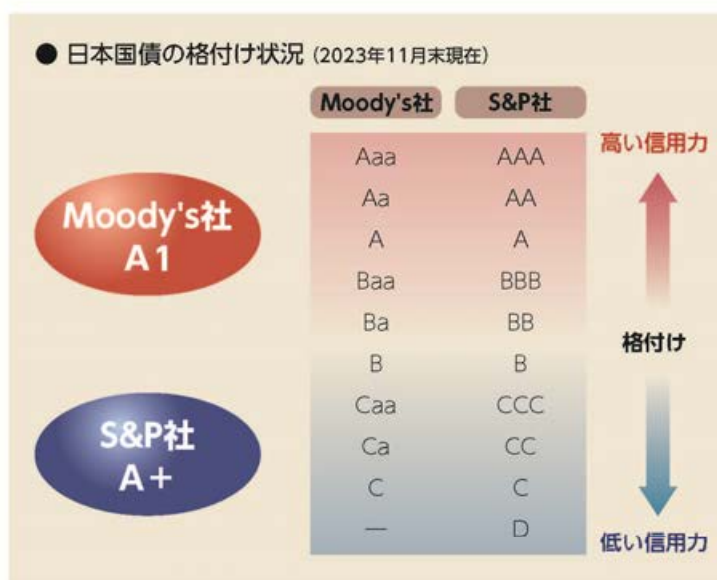 ● 日本国債の格付け状況（2023年11月末現在）
Moody's社 S&P社
Aaa AAA
Aa AA
A A
Baa BBB
Ba BB
B B
Caa CCC
Ca CC
C C
— D
Moody's社
A1
S&P社
A＋
高い信用力
格付け
低い信用力